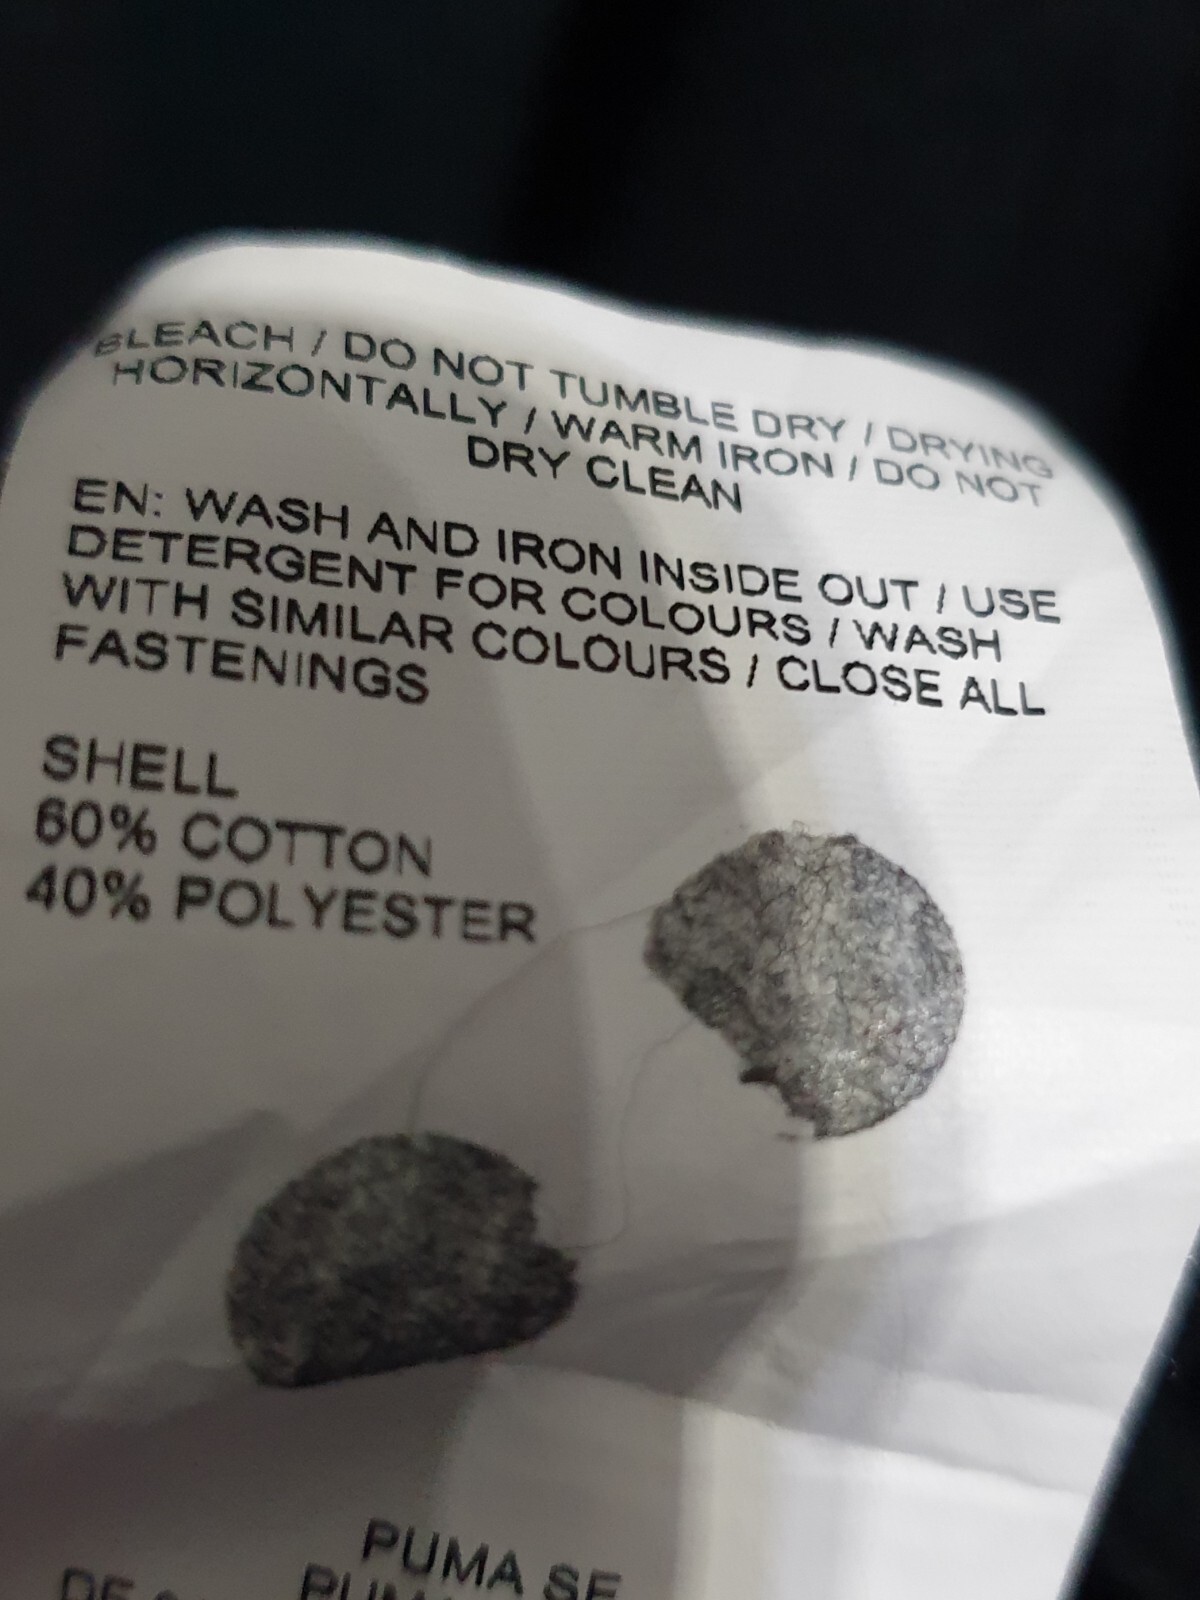 BLEACH / DO NOT TUMBLE DRY / DRYING
HORIZONTALLY / WARM IRON / DO NOT
DRY CLEAN
EN: WASH AND IRON INSIDE OUT / USE
DETERGENT FOR COLOURS / WASH
WITH SIMILAR COLOURS / CLOSE ALL
FASTENINGS
SHELL
60% COTTON
40% POLYESTER
PUMA SE